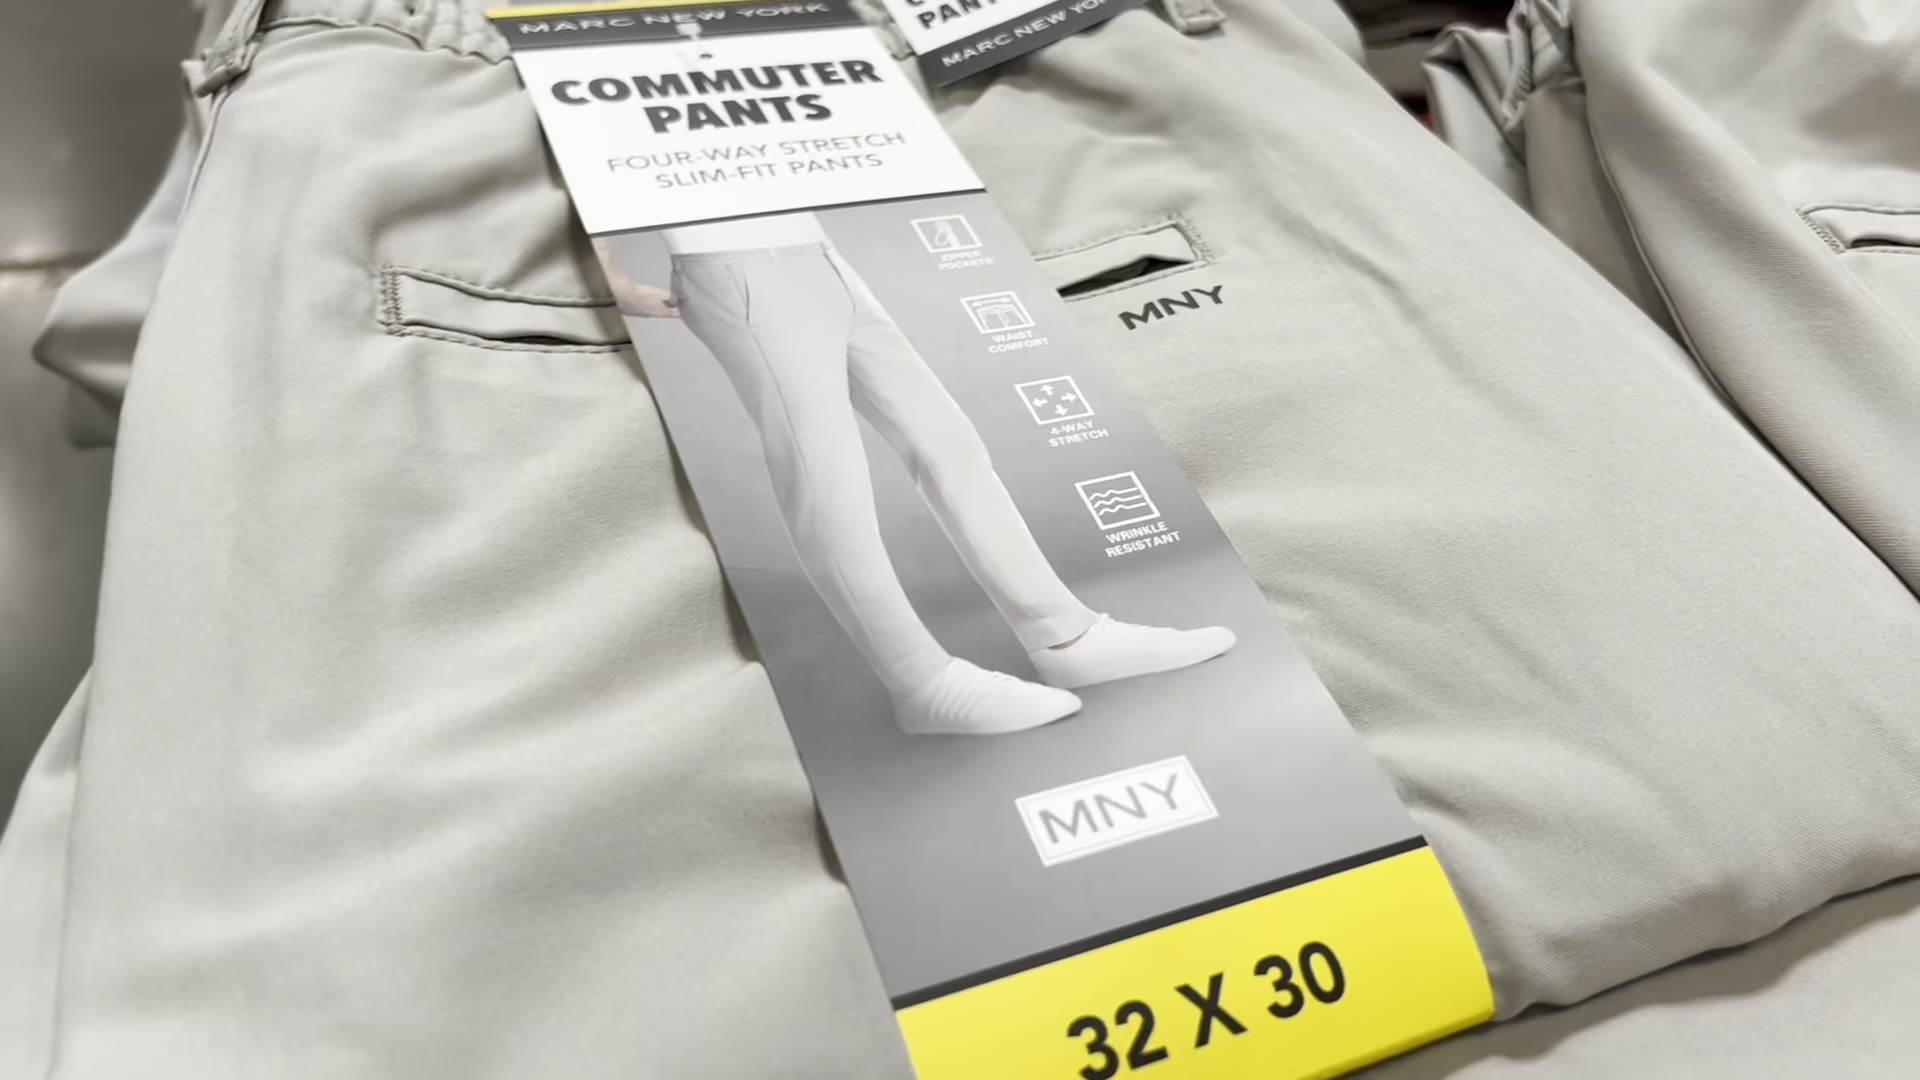 MARC NEW YORK
COMMUTER
PANTS
FOUR-WAY STRETCH
SLIM-FIT PANTS
ZIPPER
POCKETS
WAIST
COMFORT
4-WAY
STRETCH
WRINKLE
RESISTANT
MNY
32 X 30
PANTS
MARC NEW YORK
MNY